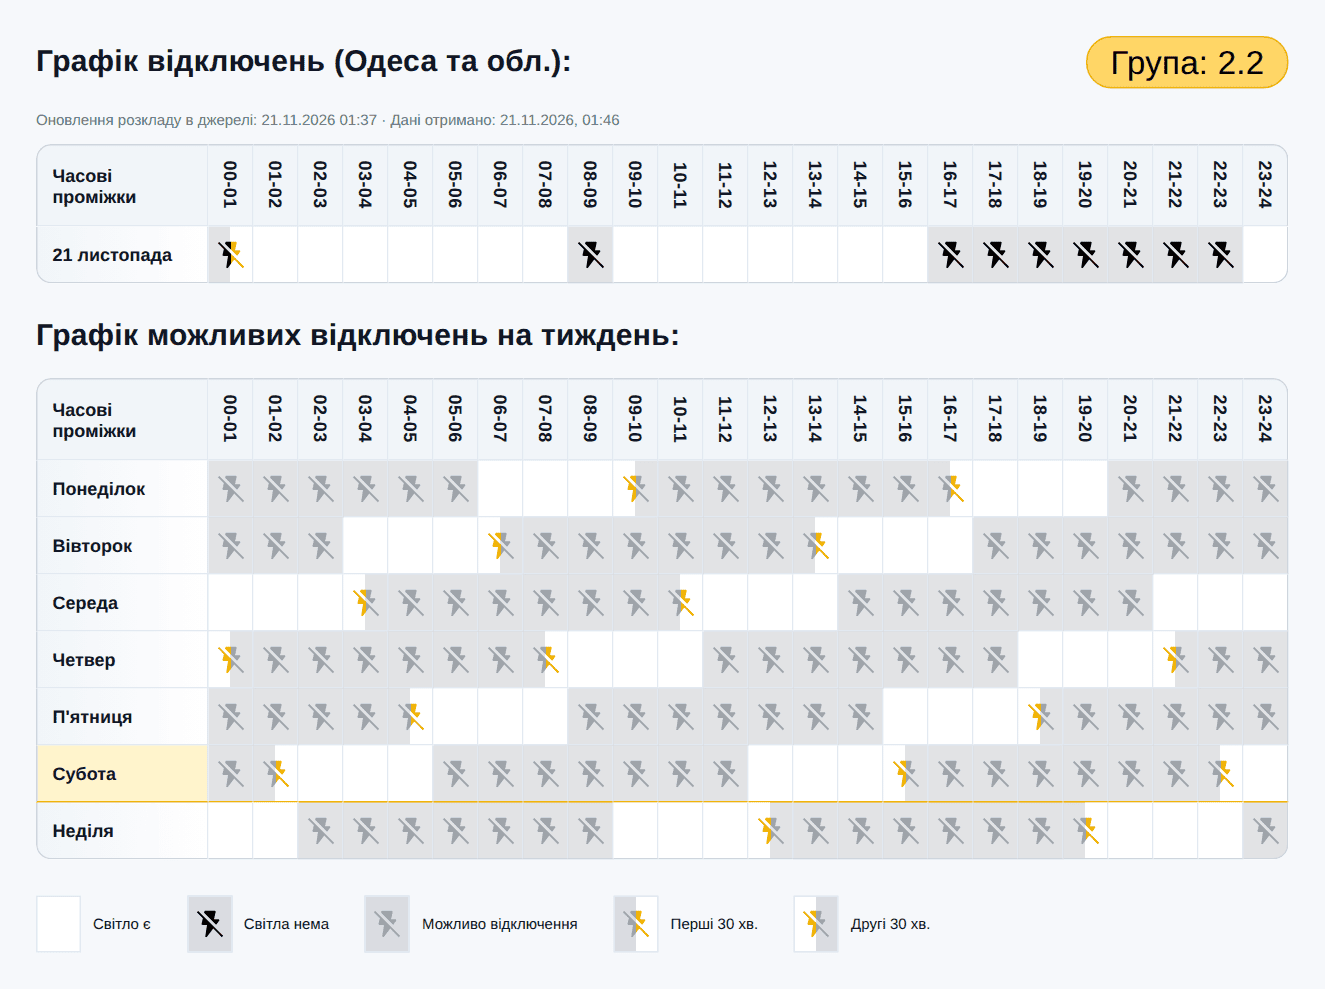 Графік відключень (Одеса та обл.):
Група: 2.2
Оновлення розкладу в джерелі: 21.11.2026 01:37 · Дані отримано: 21.11.2026, 01:46
Часові проміжки 00-01 01-02 02-03 03-04 04-05 05-06 06-07 07-08 08-09 09-10 10-11 11-12 12-13 13-14 14-15 15-16 16-17 17-18 18-19 19-20 20-21 21-22 22-23 23-24
21 листопада
Графік можливих відключень на тиждень:
Часові проміжки 00-01 01-02 02-03 03-04 04-05 05-06 06-07 07-08 08-09 09-10 10-11 11-12 12-13 13-14 14-15 15-16 16-17 17-18 18-19 19-20 20-21 21-22 22-23 23-24
Понеділок
Вівторок
Середа
Четвер
П'ятниця
Субота
Неділя
Світло є Світла нема Можливо відключення Перші 30 хв. Другі 30 хв.